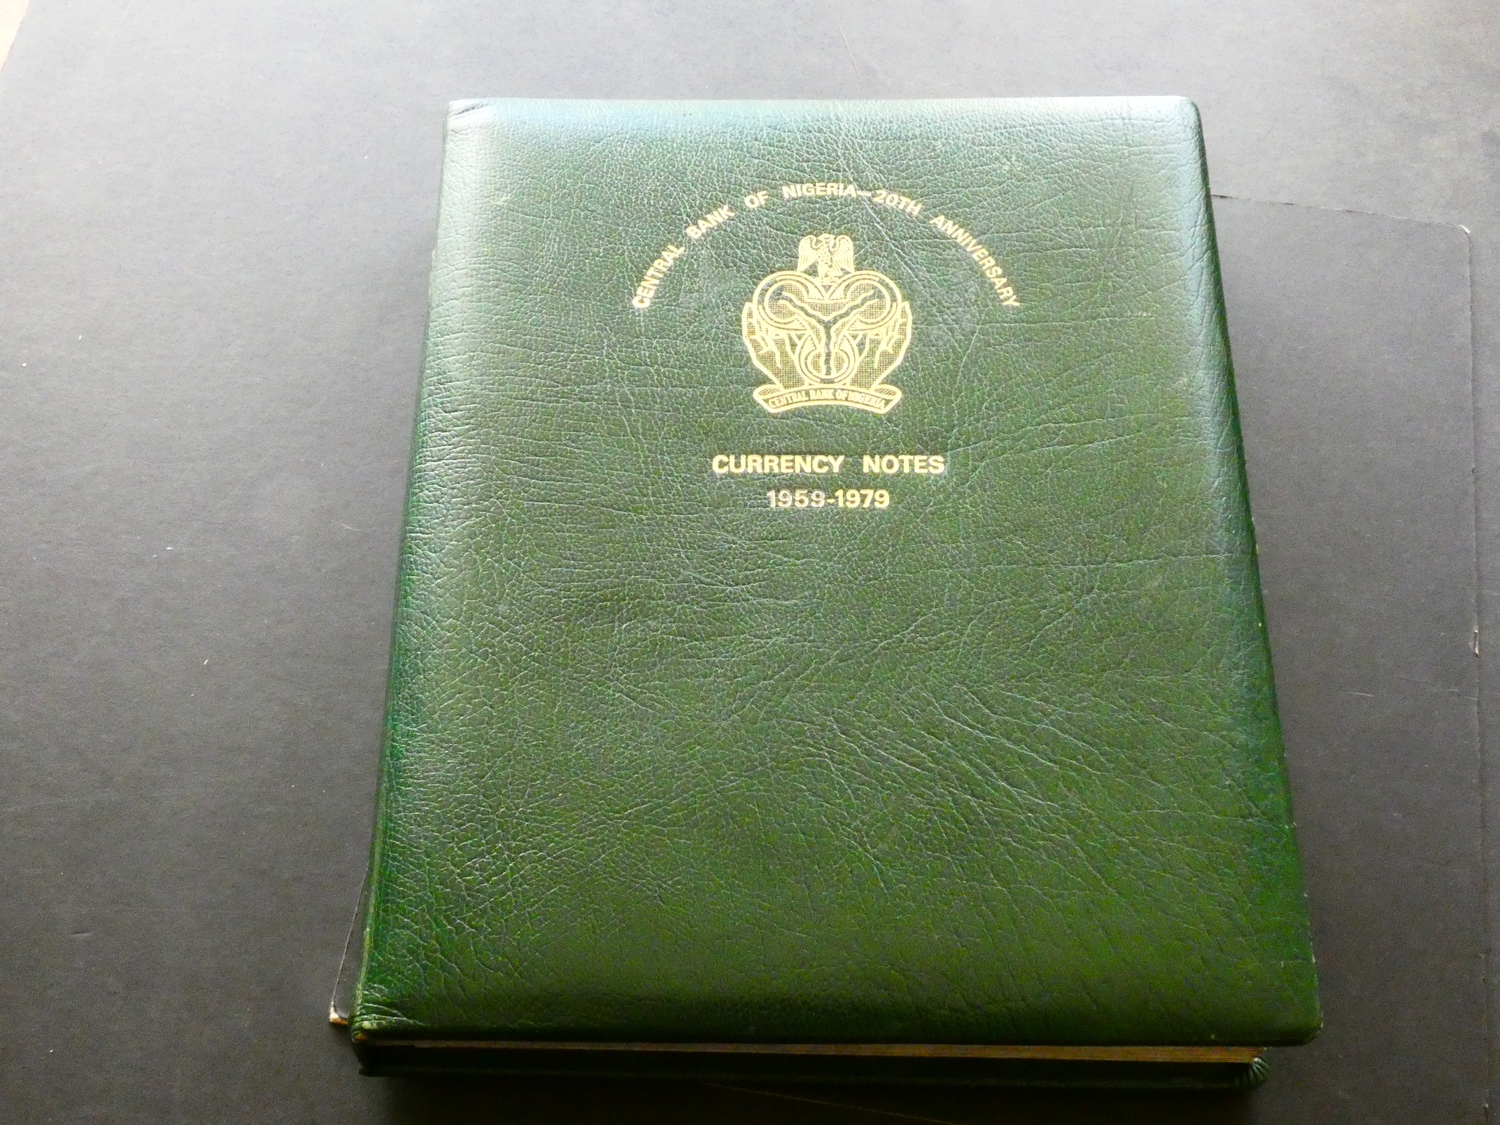 CENTRAL BANK OF NIGERIA—20TH ANNIVERSARY
CENTRAL BANK OF NIGERIA
CURRENCY NOTES
1959-1979